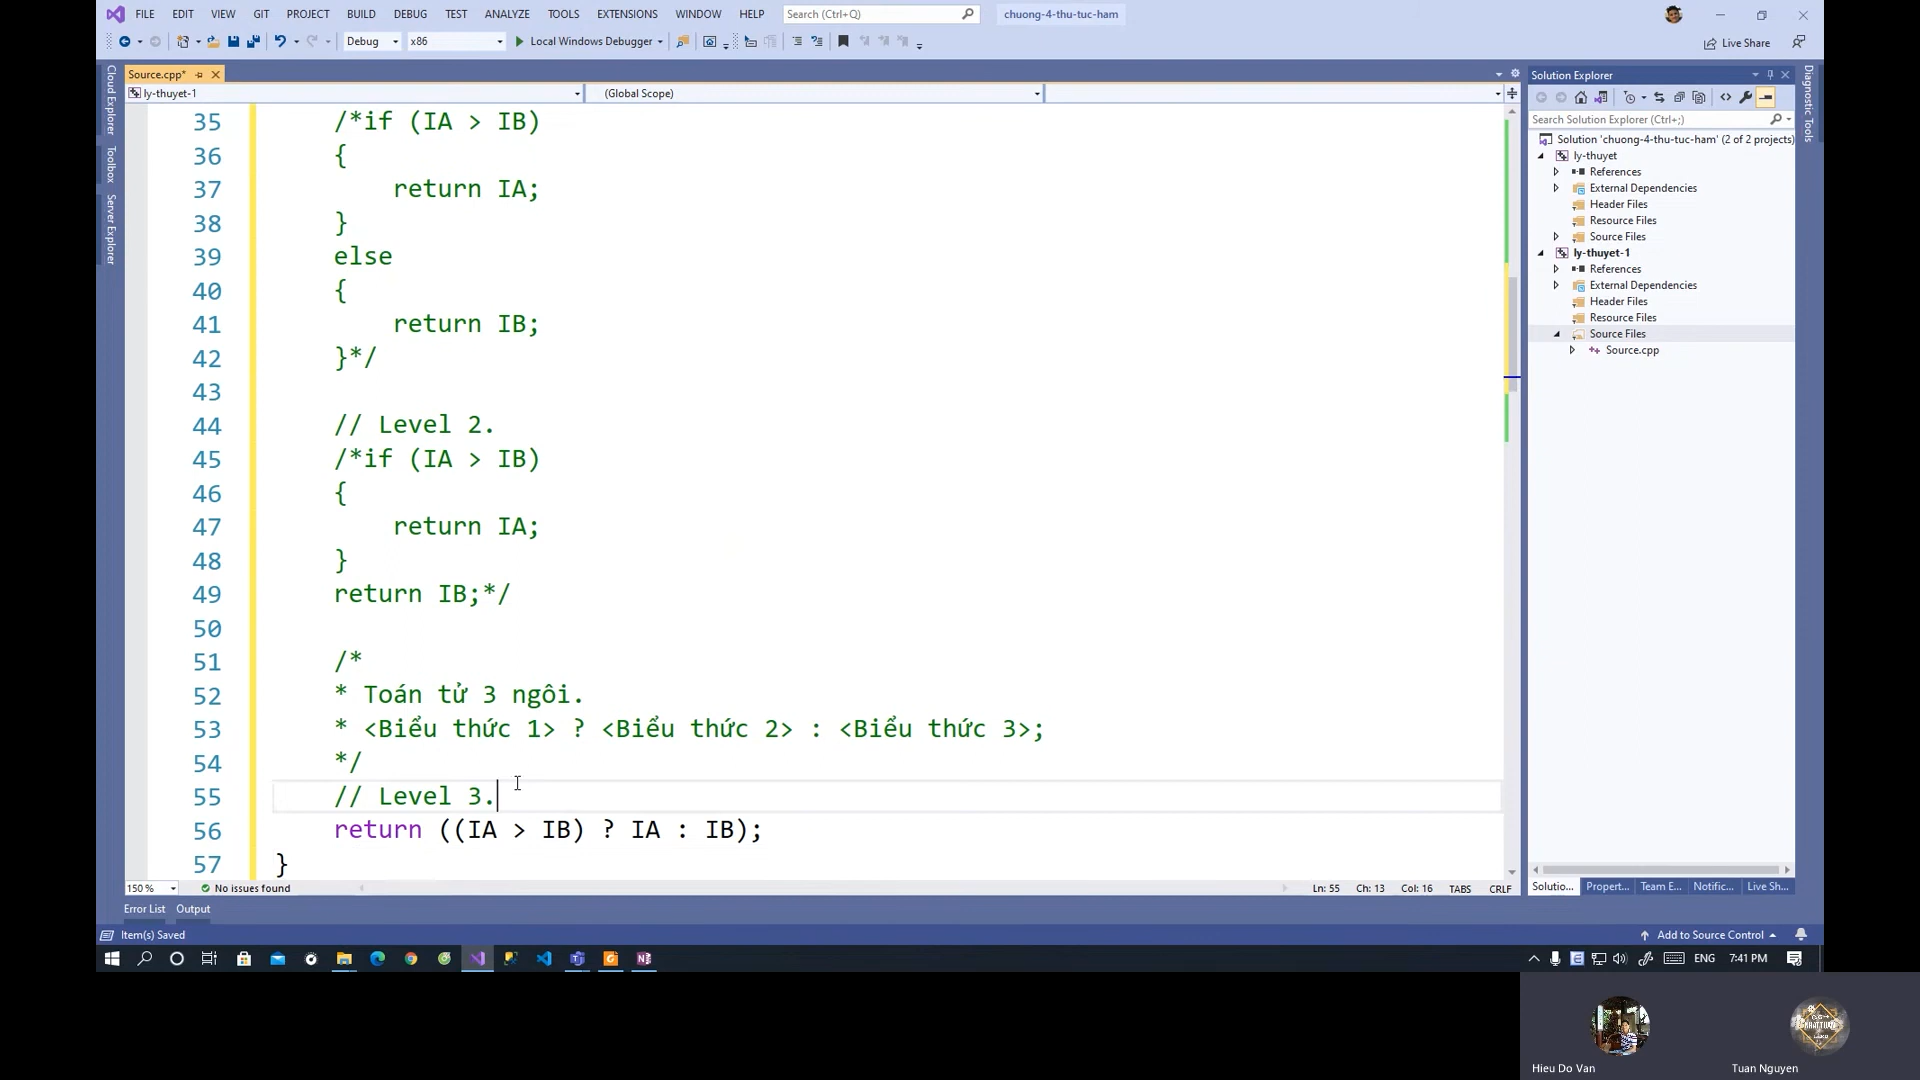 FILE EDIT VIEW GIT PROJECT BUILD DEBUG TEST ANALYZE TOOLS EXTENSIONS WINDOW HELP Search (Ctrl+Q) chuong-4-thu-tuc-ham
Debug x86 Local Windows Debugger Live Share
Source.cpp*
ly-thuyet-1 (Global Scope)
Cloud Explorer
Toolbox
Server Explorer
35 /*if (IA > IB)
36 {
37 return IA;
38 }
39 else
40 {
41 return IB;
42 }*/
43
44 // Level 2.
45 /*if (IA > IB)
46 {
47 return IA;
48 }
49 return IB;*/
50
51 /*
52 * Toán tử 3 ngôi.
53 * <Biểu thức 1> ? <Biểu thức 2> : <Biểu thức 3>;
54 */
55 // Level 3.
56 return ((IA > IB) ? IA : IB);
57 }
150 % No issues found Ln: 55 Ch: 13 Col: 16 TABS CRLF
Error List Output
Item(s) Saved Add to Source Control
Solution Explorer
Search Solution Explorer (Ctrl+;)
Solution 'chuong-4-thu-tuc-ham' (2 of 2 projects)
ly-thuyet
References
External Dependencies
Header Files
Resource Files
Source Files
ly-thuyet-1
References
External Dependencies
Header Files
Resource Files
Source Files
Source.cpp
Solutio... Propert... Team E... Notific... Live Sh...
Diagnostic Tools
ENG 7:41 PM
Hieu Do Van Tuan Nguyen